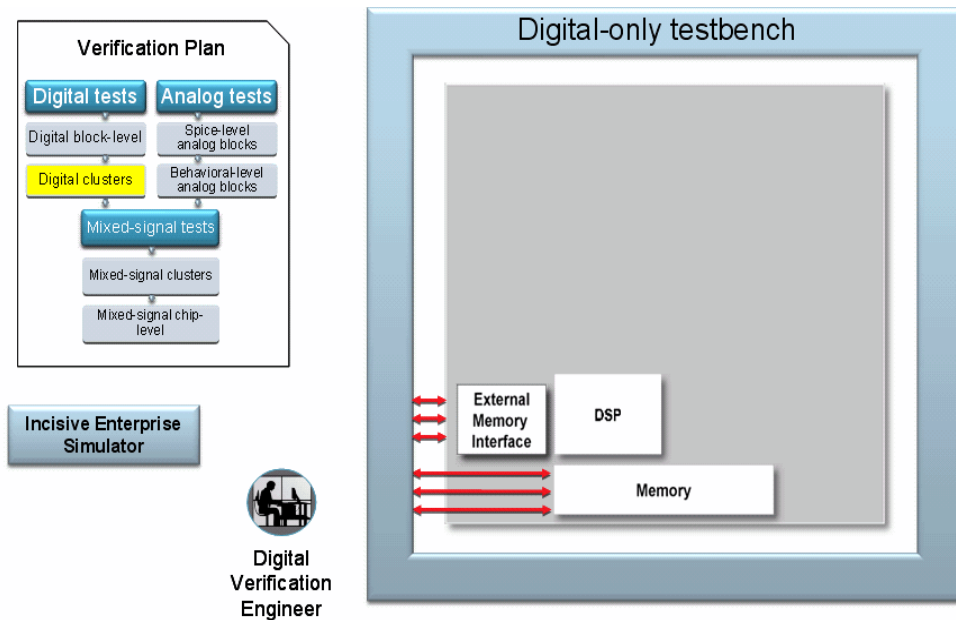 Verification Plan
Digital tests
Analog tests
Digital block-level
Spice-level
analog blocks
Digital clusters
Behavioral-level
analog blocks
Mixed-signal tests
Mixed-signal clusters
Mixed-signal chip-
level
Incisive Enterprise
Simulator
Digital
Verification
Engineer
Digital-only testbench
External
Memory
Interface
DSP
Memory